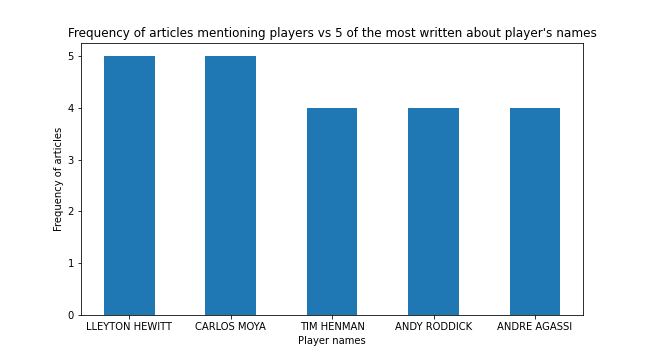 Frequency of articles mentioning players vs 5 of the most written about player's names
5
4
3
2
1
0
Frequency of articles
LLEYTON HEWITT CARLOS MOYA TIM HENMAN ANDY RODDICK ANDRE AGASSI
Player names